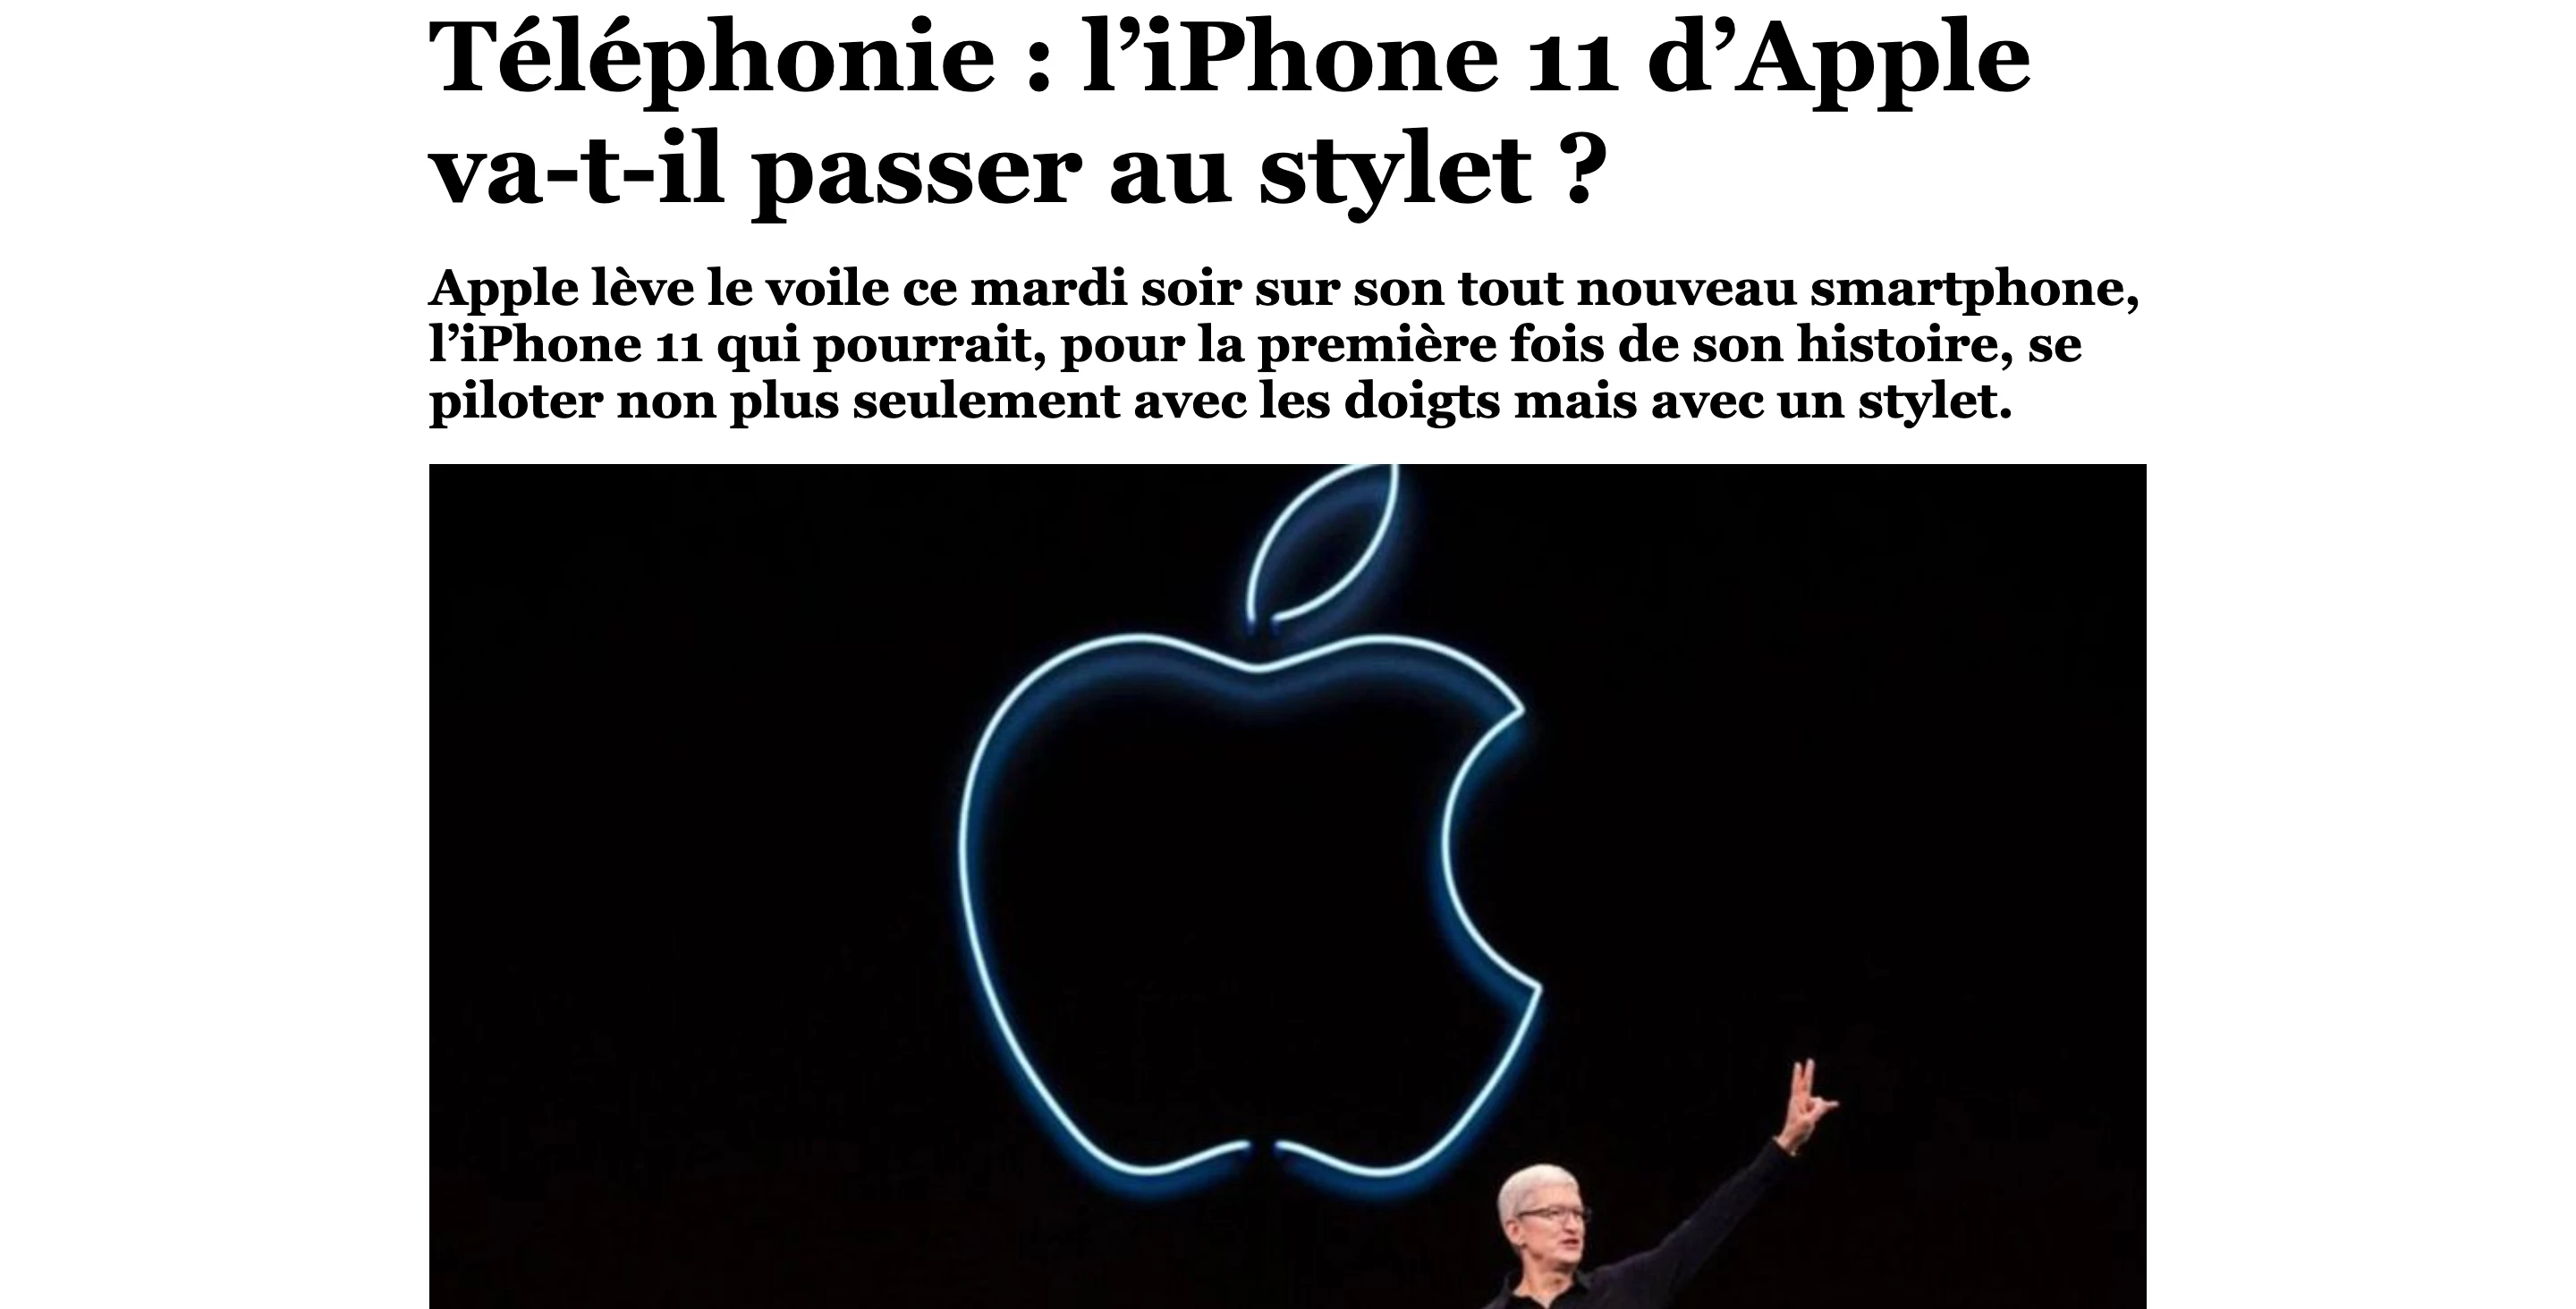 Téléphonie : l’iPhone 11 d’Apple
va-t-il passer au stylet ?
Apple lève le voile ce mardi soir sur son tout nouveau smartphone,
l’iPhone 11 qui pourrait, pour la première fois de son histoire, se
piloter non plus seulement avec les doigts mais avec un stylet.